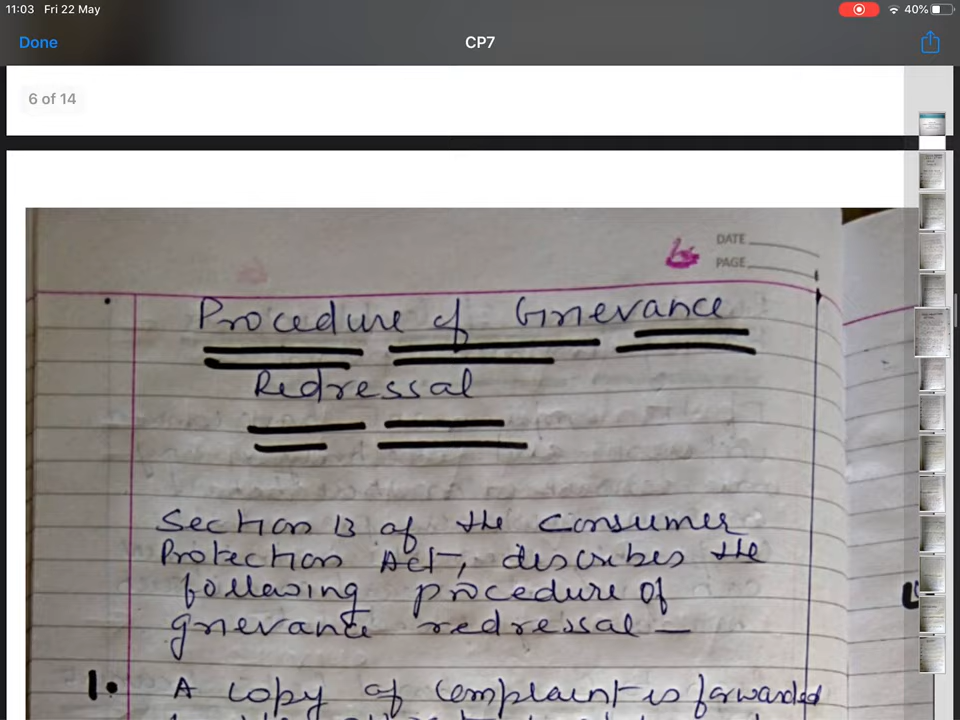 11:03 Fri 22 May
40%
Done
CP7
6 of 14
DATE
PAGE
Procedure of Grievance
Redressal
Section 13 of the Consumer
Protection Act, describes the
following procedure of
grievance redressal —
1. A copy of complaint is forwarded